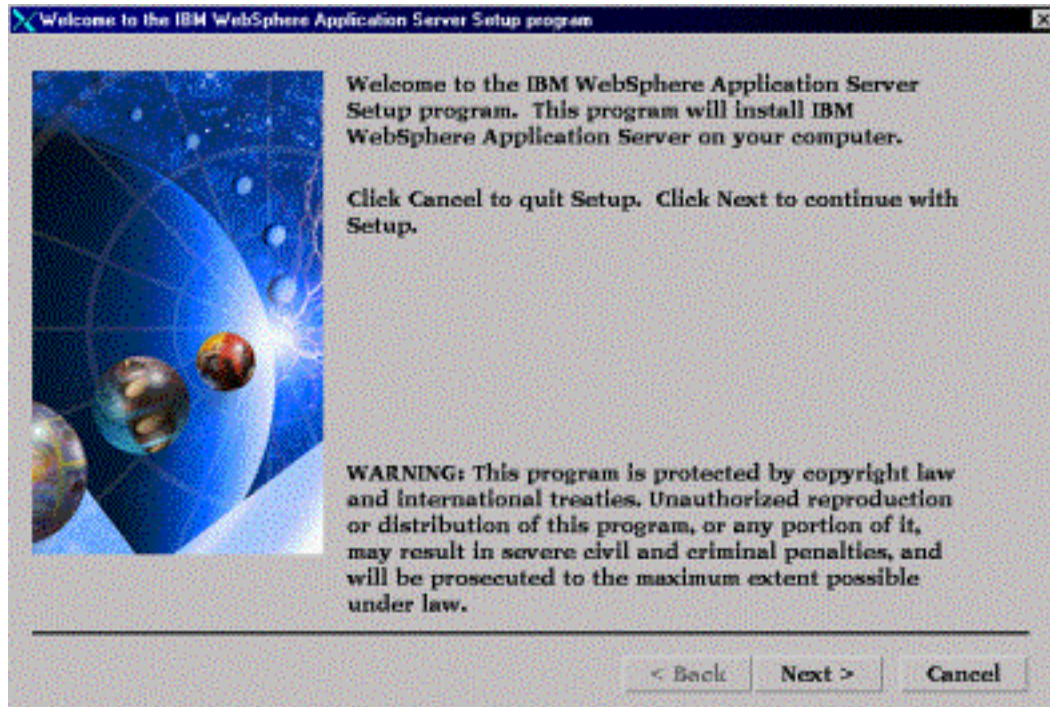 Welcome to the IBM WebSphere Application Server Setup program
Welcome to the IBM WebSphere Application Server
Setup program.  This program will install IBM
WebSphere Application Server on your computer.
Click Cancel to quit Setup.  Click Next to continue with
Setup.
WARNING: This program is protected by copyright law
and international treaties. Unauthorized reproduction
or distribution of this program, or any portion of it,
may result in severe civil and criminal penalties, and
will be prosecuted to the maximum extent possible
under law.
< Back Next > Cancel